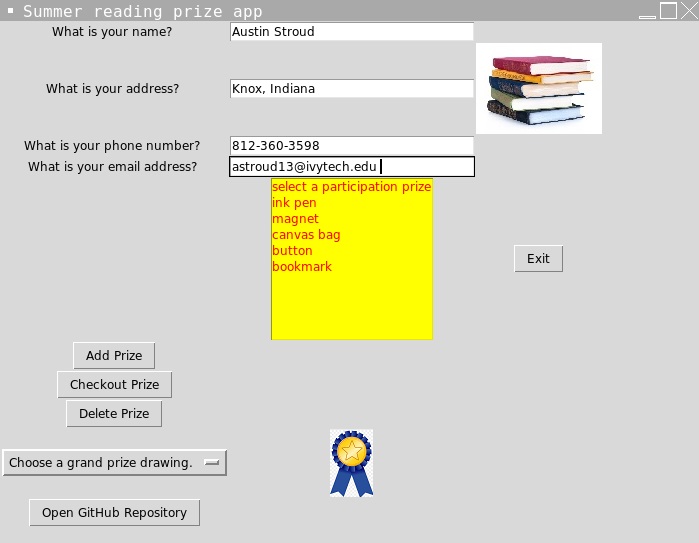 Summer reading prize app
What is your name? Austin Stroud
What is your address? Knox, Indiana
What is your phone number? 812-360-3598
What is your email address? astroud13@ivytech.edu
select a participation prize
ink pen
magnet
canvas bag
button
bookmark
Exit
Add Prize
Checkout Prize
Delete Prize
Choose a grand prize drawing.
Open GitHub Repository